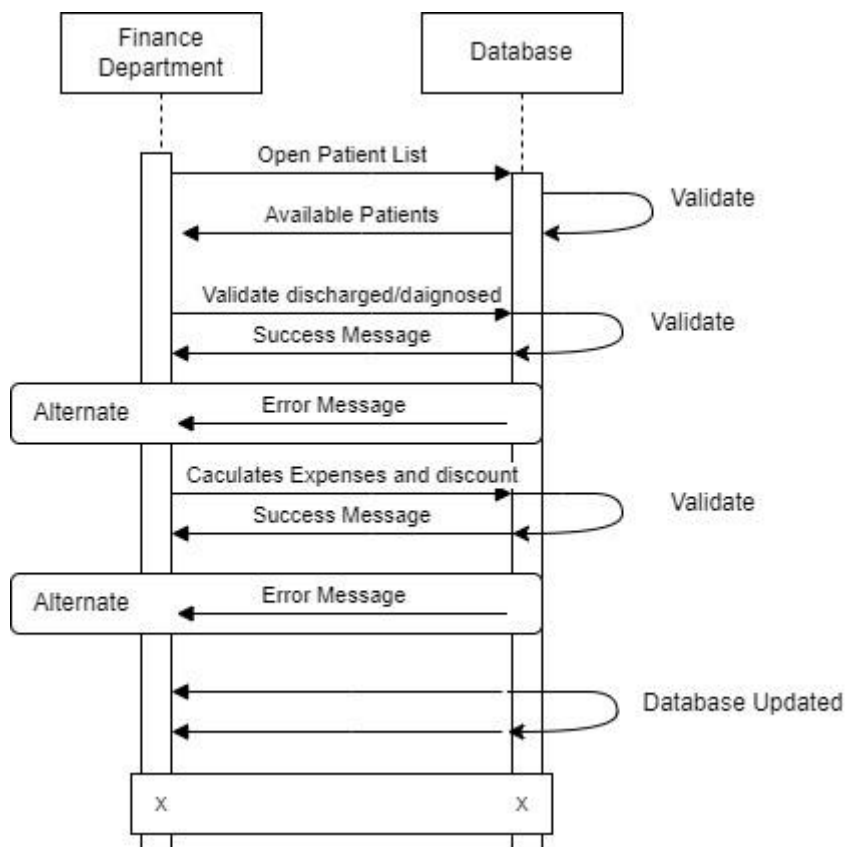 Finance
Department
Database
Open Patient List
Validate
Available Patients
Validate discharged/daignosed
Validate
Success Message
Alternate
Error Message
Caculates Expenses and discount
Validate
Success Message
Alternate
Error Message
Database Updated
X
X